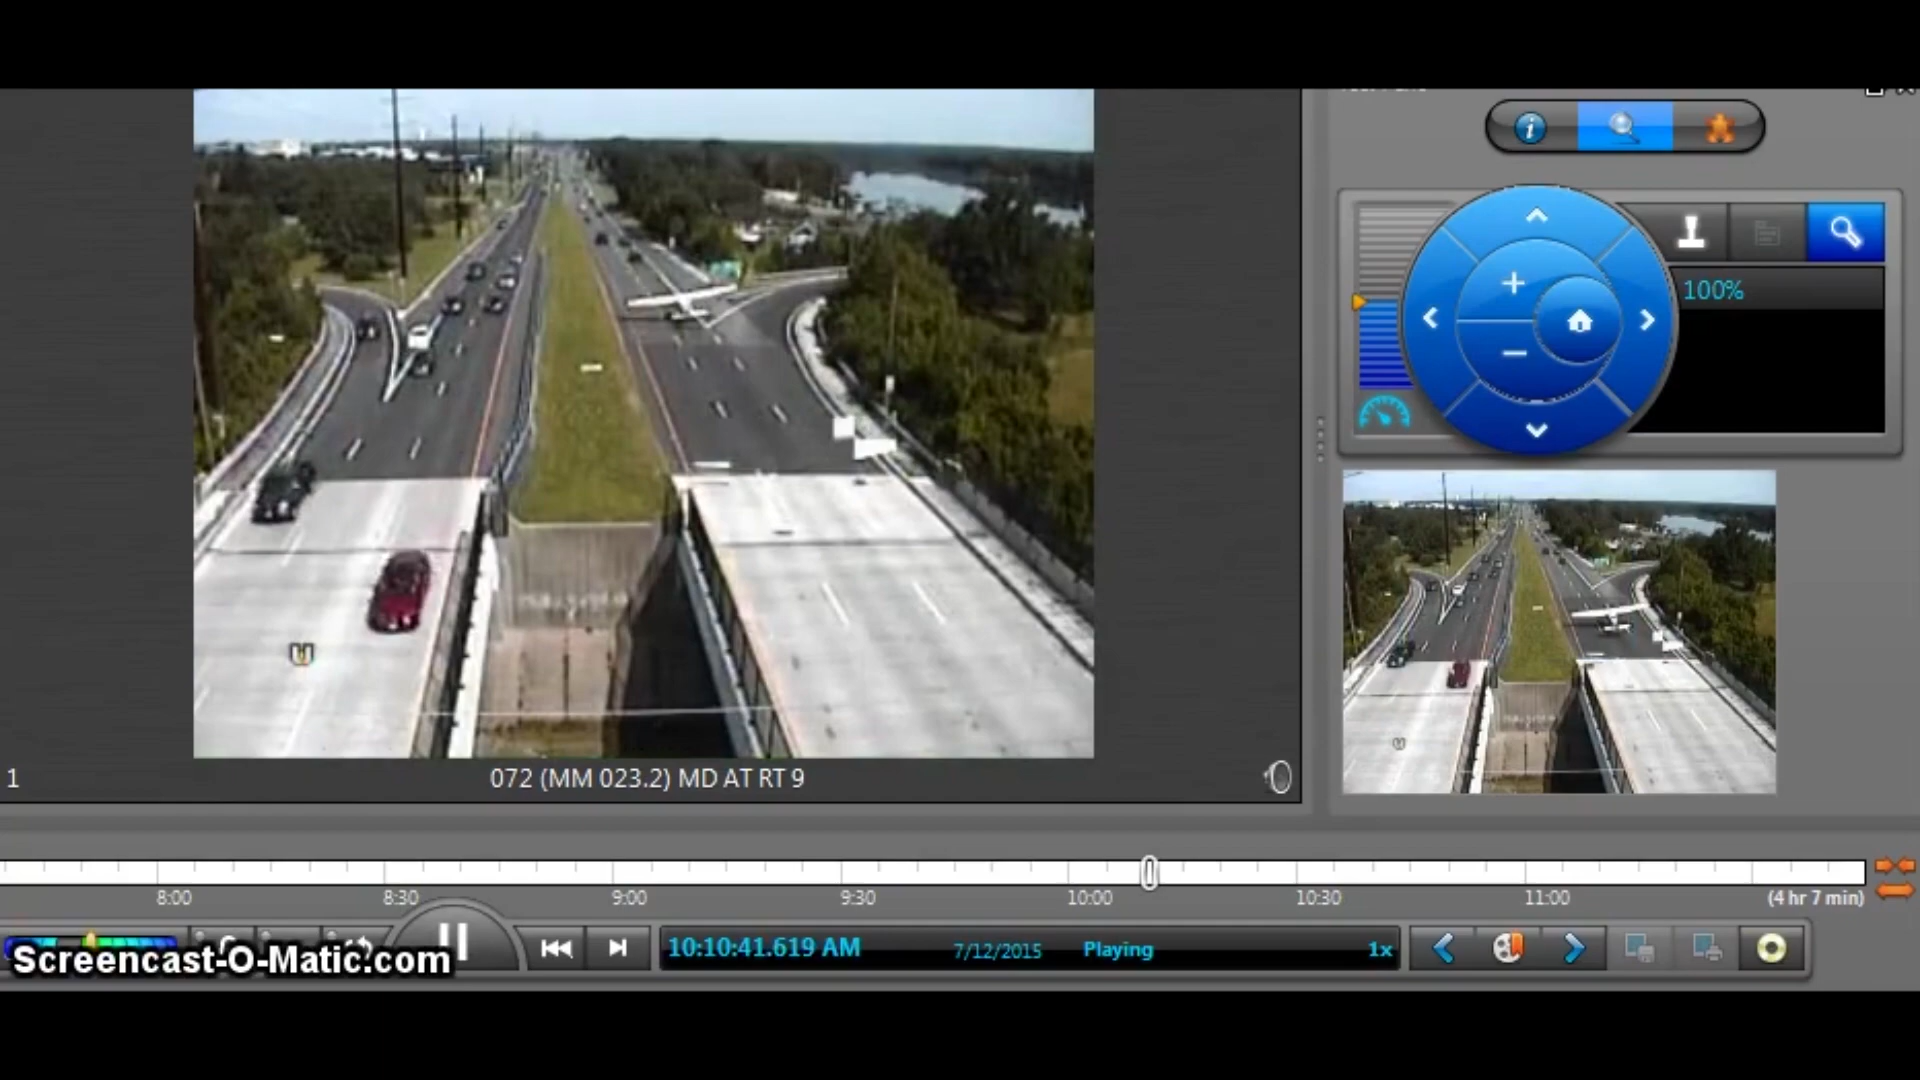 100%
1
072 (MM 023.2) MD AT RT 9
8:00
8:30
9:00
9:30
10:00
10:30
11:00
(4 hr 7 min)
10:10:41.619 AM
7/12/2015
Playing
1x
Screencast-O-Matic.com